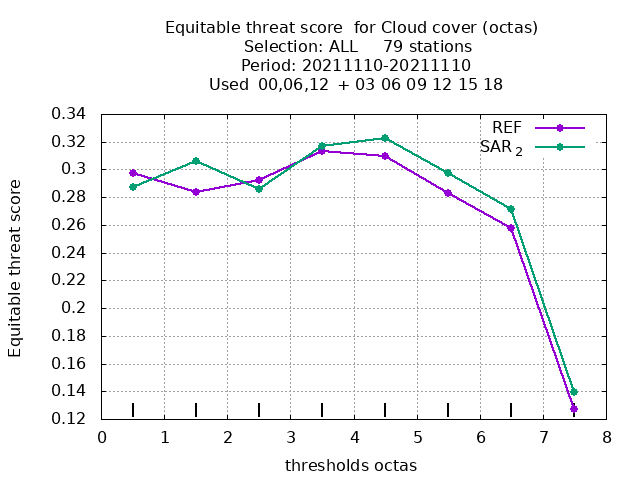 Equitable threat score  for Cloud cover (octas)
Selection: ALL     79 stations
Period: 20211110-20211110
Used  00,06,12  + 03 06 09 12 15 18
REF
SAR 2
Equitable threat score
0.34
0.32
0.3
0.28
0.26
0.24
0.22
0.2
0.18
0.16
0.14
0.12
0 1 2 3 4 5 6 7 8
thresholds octas